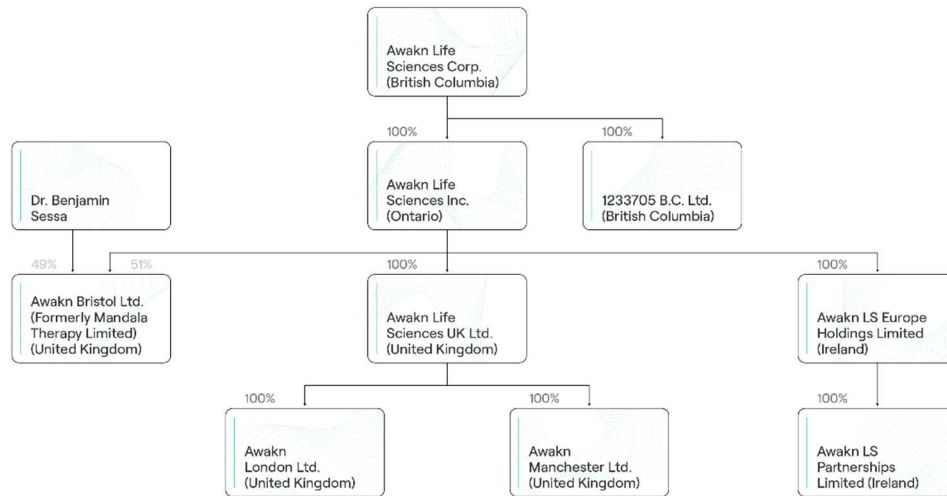 Awakn Life
Sciences Corp.
(British Columbia)
100%
100%
Dr. Benjamin
Sessa
Awakn Life
Sciences Inc.
(Ontario)
1233705 B.C. Ltd.
(British Columbia)
49%
51%
100%
100%
Awakn Bristol Ltd.
(Formerly Mandala
Therapy Limited)
(United Kingdom)
Awakn Life
Sciences UK Ltd.
(United Kingdom)
Awakn LS Europe
Holdings Limited
(Ireland)
100%
100%
100%
Awakn
London Ltd.
(United Kingdom)
Awakn
Manchester Ltd.
(United Kingdom)
Awakn LS
Partnerships
Limited (Ireland)